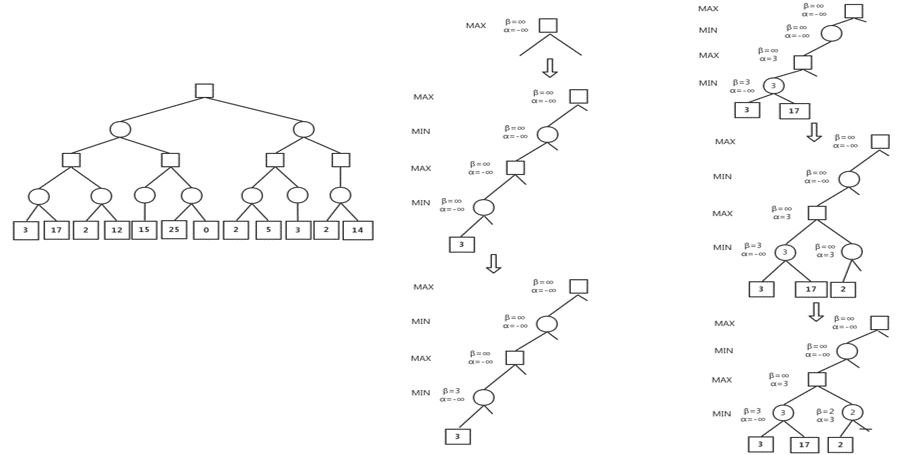 3 17 2 12 15 25 0 2 5 3 2 14
MAX β=∞
α=-∞
MAX β=∞
α=-∞
MIN β=∞
α=-∞
MAX β=∞
α=-∞
MIN β=∞
α=-∞
3
MAX β=∞
α=-∞
MIN β=∞
α=-∞
MAX β=∞
α=-∞
MIN β=3
α=-∞
3
MAX β=∞
α=-∞
MIN β=∞
α=-∞
MAX β=∞
α=3
MIN β=3
α=-∞ 3
3 17
MAX β=∞
α=-∞
MIN β=∞
α=-∞
MAX β=∞
α=3
MIN β=3 β=∞
α=-∞ 3 α=3
3 17 2
MAX β=∞
α=-∞
MIN β=∞
α=-∞
MAX β=∞
α=3
MIN β=3 3 β=2 2
α=-∞ α=3
3 17 2